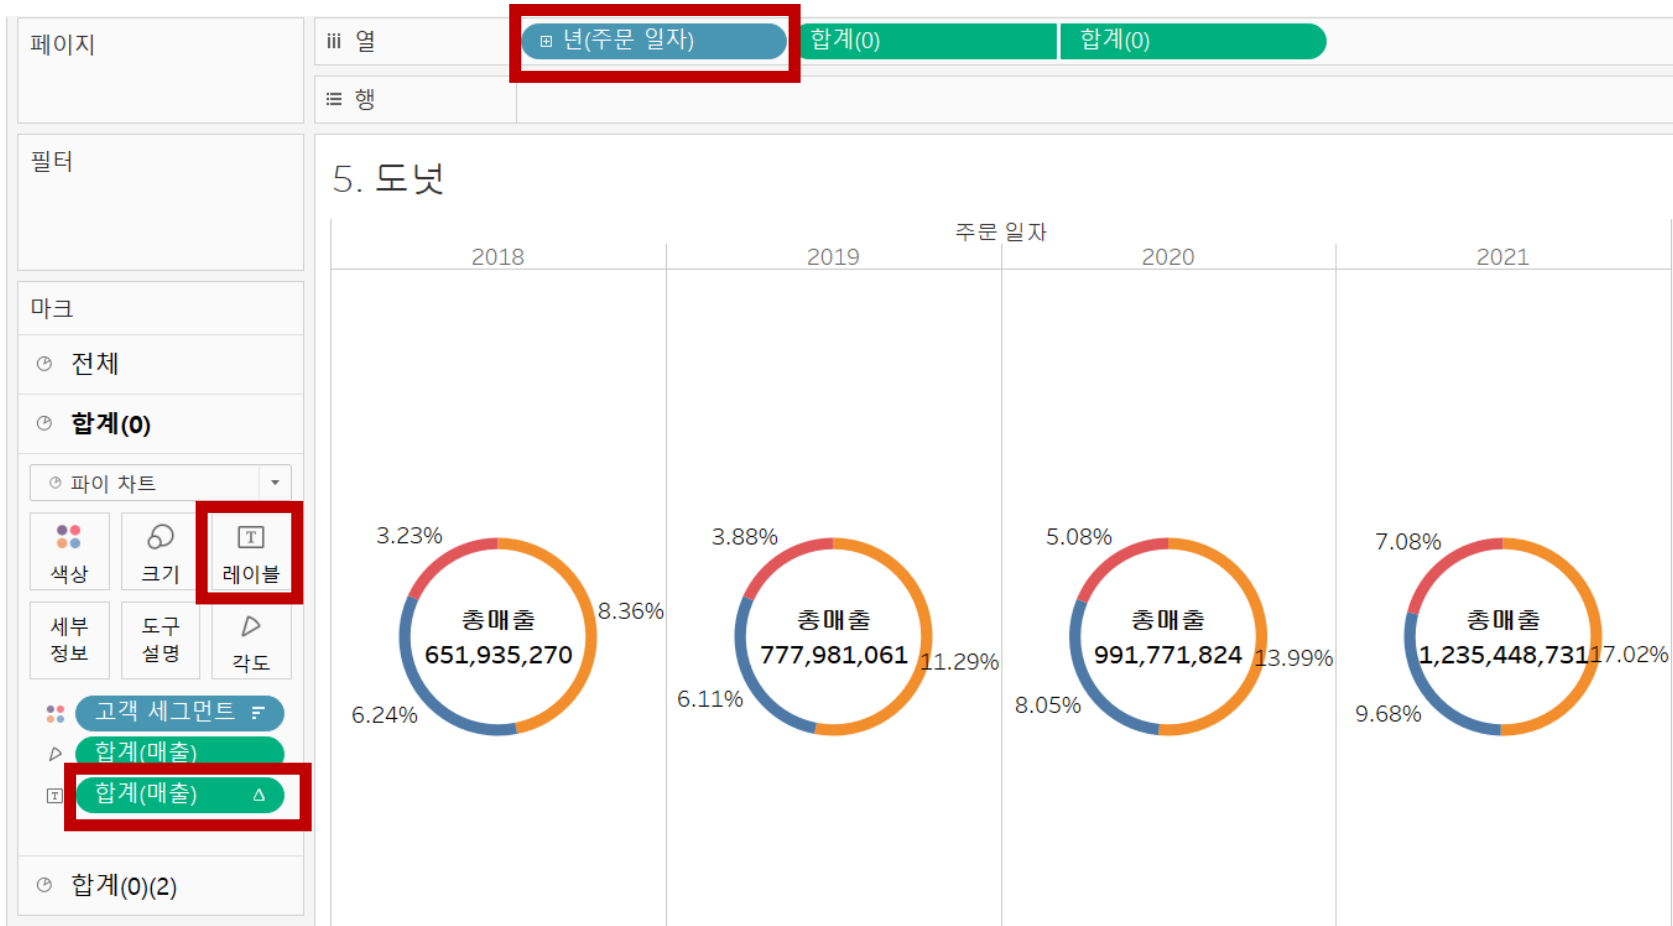 페이지
iii 열
년(주문 일자)
합계(0)
합계(0)
행
필터
5. 도넛
주문 일자
2018
2019
2020
2021
마크
전체
합계(0)
파이 차트
색상
크기
T
레이블
세부
정보
도구
설명
각도
고객 세그먼트
합계(매출)
T
합계(매출)
합계(0)(2)
3.23%
8.36%
총매출
651,935,270
6.24%
3.88%
총매출
777,981,061
11.29%
6.11%
5.08%
총매출
991,771,824
13.99%
8.05%
7.08%
총매출
1,235,448,731
17.02%
9.68%